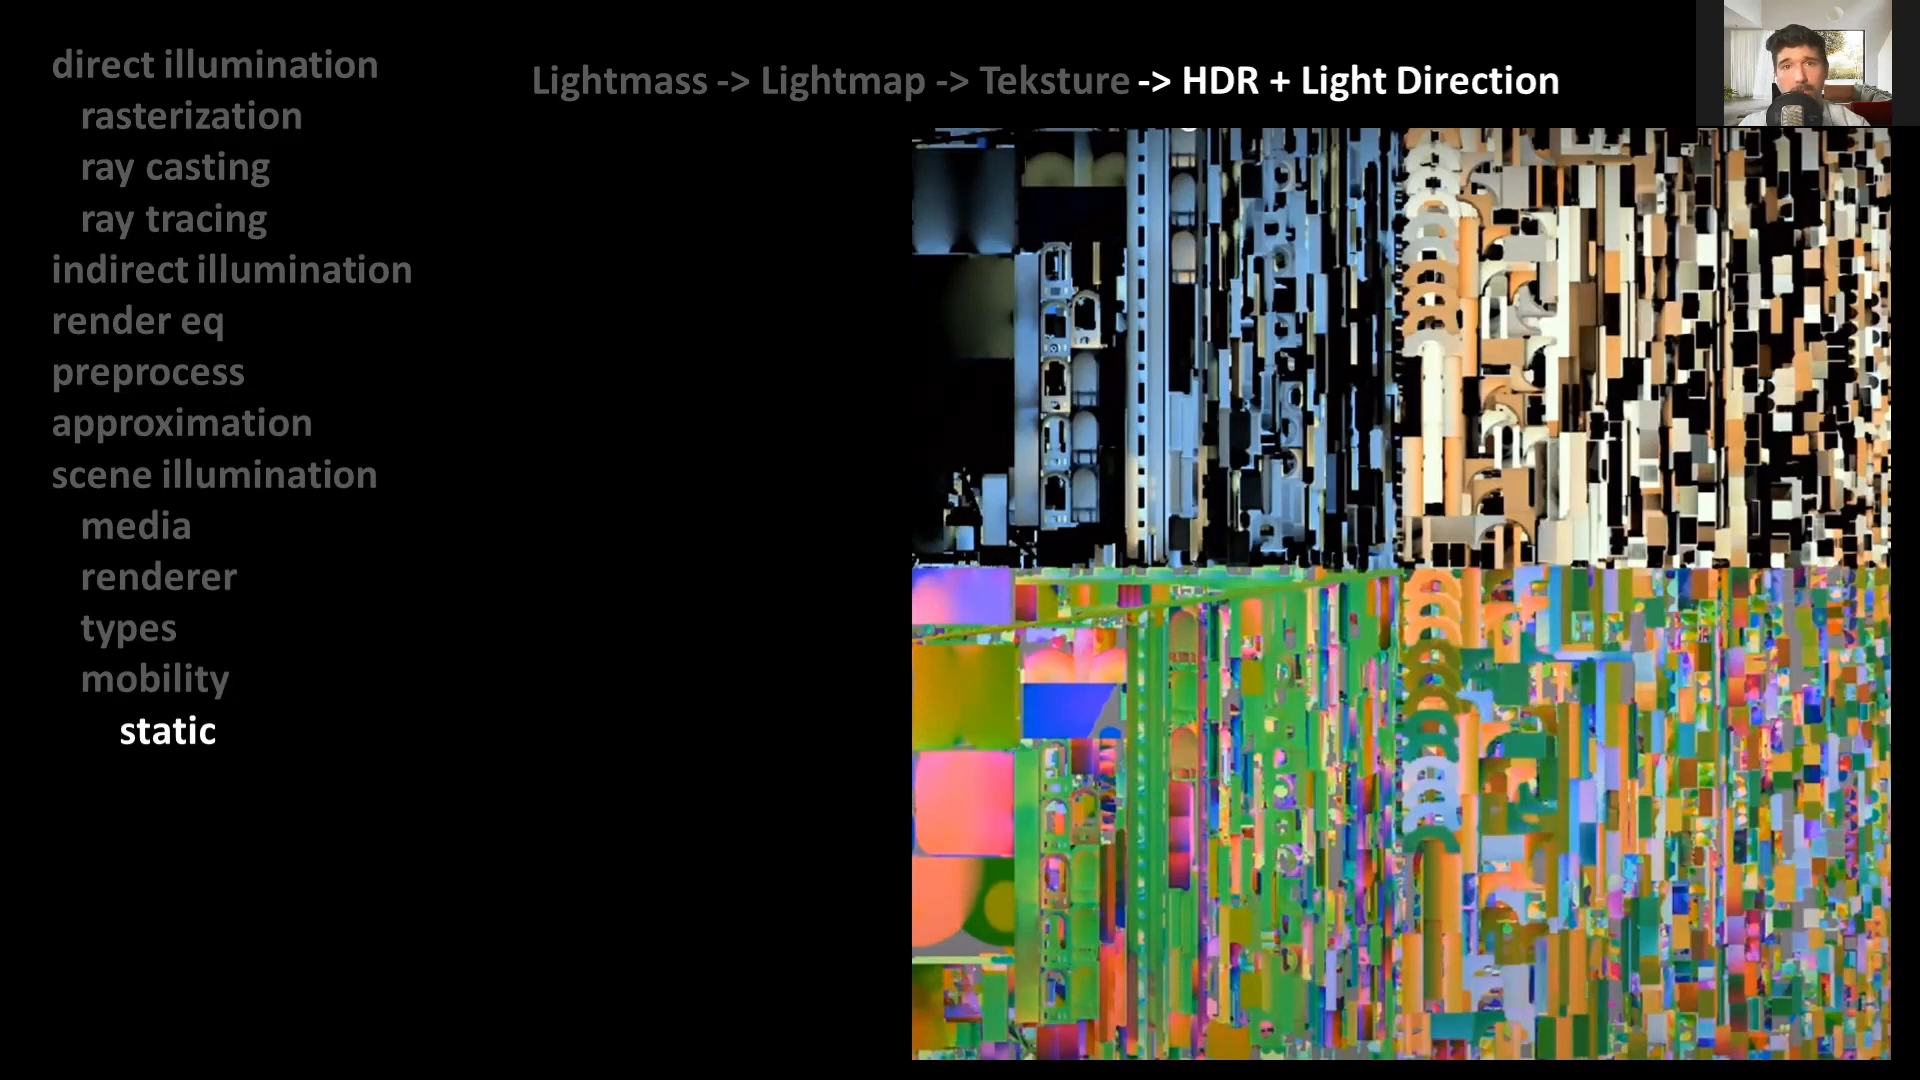 direct illumination
rasterization
ray casting
ray tracing
indirect illumination
render eq
preprocess
approximation
scene illumination
media
renderer
types
mobility
static
Lightmass -> Lightmap -> Teksture -> HDR + Light Direction